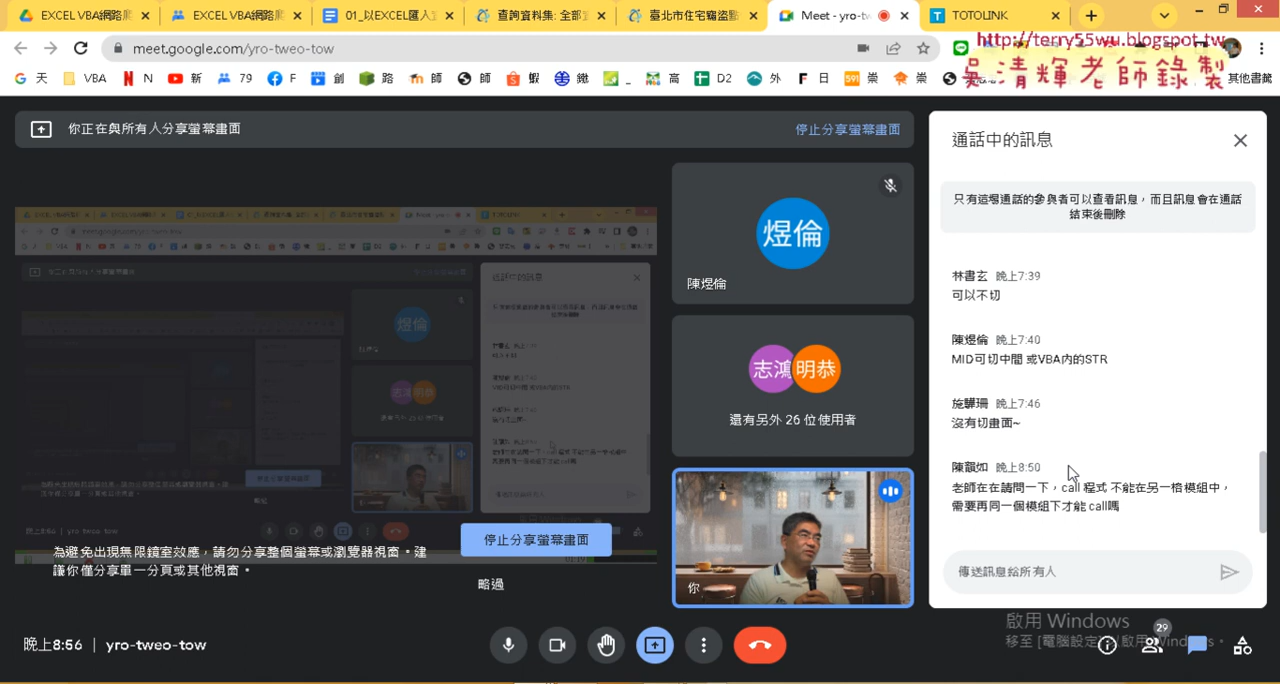 EXCEL VBA網路爬
EXCEL VBA網路爬
01_以EXCEL匯入
查詢資料集: 全部
臺北市住宅竊盜點
Meet - yro-tw
TOTOLINK
meet.google.com/yro-tweo-tow
http://terry55wu.blogspot.tw
吳清輝老師錄製
天
VBA
N
新
79
F
創
路
師
師
蝦
緻
高
D2
外
日
崇
崇
其他書籤
你正在與所有人分享螢幕畫面
停止分享螢幕畫面
煜倫
陳煜倫
志鴻
明恭
還有另外 26 位使用者
你
為避免出現無限鏡室效應，請勿分享整個螢幕或瀏覽器視窗。建
議你僅分享單一分頁或其他視窗。
停止分享螢幕畫面
略過
通話中的訊息
只有這場通話的參與者可以查看訊息，而且訊息會在通話
結束後刪除
林書玄 晚上7:39
可以不切
陳煜倫 晚上7:40
MID可切中間 或VBA內的STR
施驊珊 晚上7:46
沒有切畫面~
陳韻如 晚上8:50
老師在在請問一下，call 程式 不能在另一格模組中，
需要再同一個模組下才能 call嗎
傳送訊息給所有人
啟用 Windows
移至 [電腦設定] 以啟用 Windows。
晚上8:56 | yro-tweo-tow
29